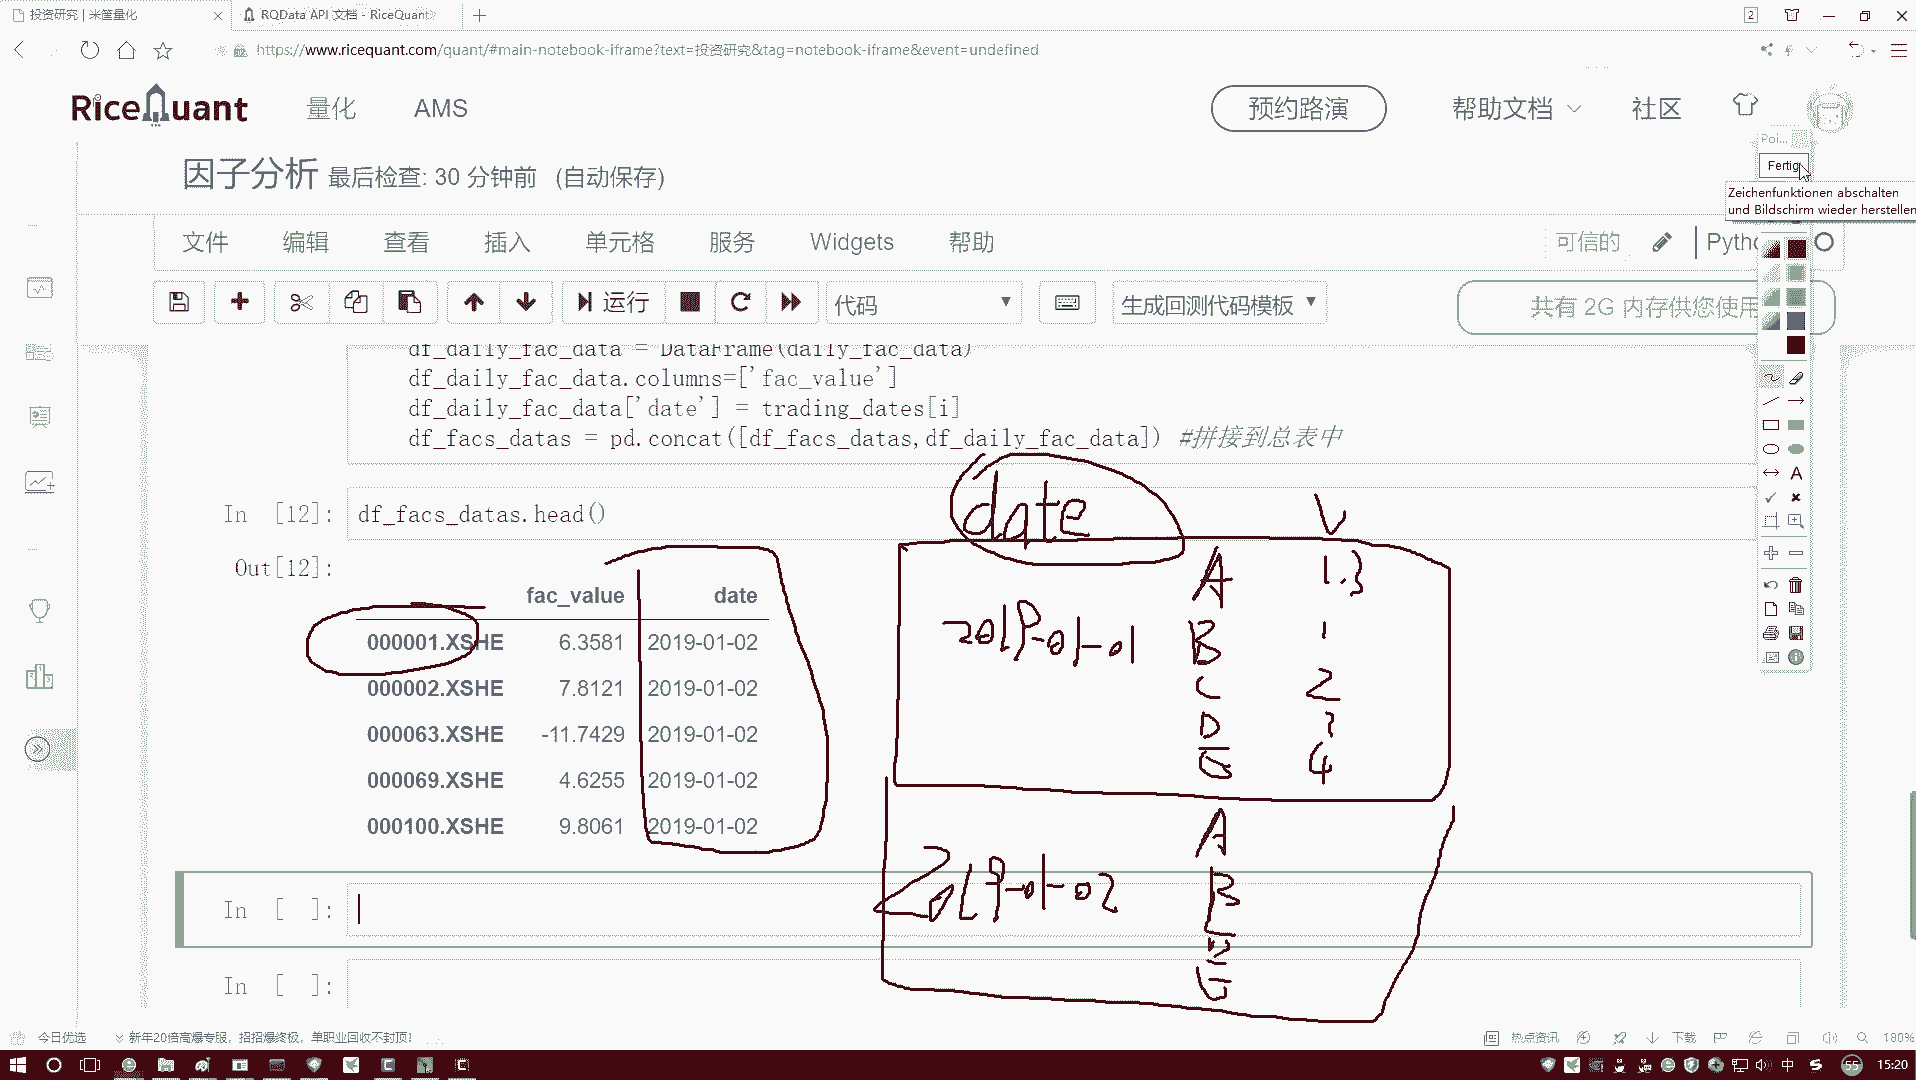 投资研究 | 米筐量化
RQData API 文档 - RiceQuant
2
https://www.ricequant.com/quant/#main-notebook-iframe?text=投资研究&tag=notebook-iframe&event=undefined
RiceQuant 量化 AMS 预约路演 帮助文档 社区
Poi...
Fertig
Zeichenfunktionen abschalten
und Bildschirm wieder herstellen
因子分析 最后检查: 30 分钟前 (自动保存)
文件 编辑 查看 插入 单元格 服务 Widgets 帮助 可信的
运行 代码 生成回测代码模板 共有 2G 内存供您使用
df_daily_fac_data = DataFrame(daily_fac_data)
df_daily_fac_data.columns=['fac_value']
df_daily_fac_data['date'] = trading_dates[i]
df_facs_datas = pd.concat([df_facs_datas,df_daily_fac_data]) #拼接到总表中
In [12]: df_facs_datas.head()
Out[12]:
fac_value date
000001.XSHE 6.3581 2019-01-02
000002.XSHE 7.8121 2019-01-02
000063.XSHE -11.7429 2019-01-02
000069.XSHE 4.6255 2019-01-02
000100.XSHE 9.8061 2019-01-02
date V
A 1.3
2019-01-01 B 1
C 2
D 3
4
A
2019-01-02 B
In [ ]:
In [ ]:
今日优选 新年20倍高爆专服，招招爆终极，单职业回收不封顶!
热点资讯 下载 180%
中 55 15:20